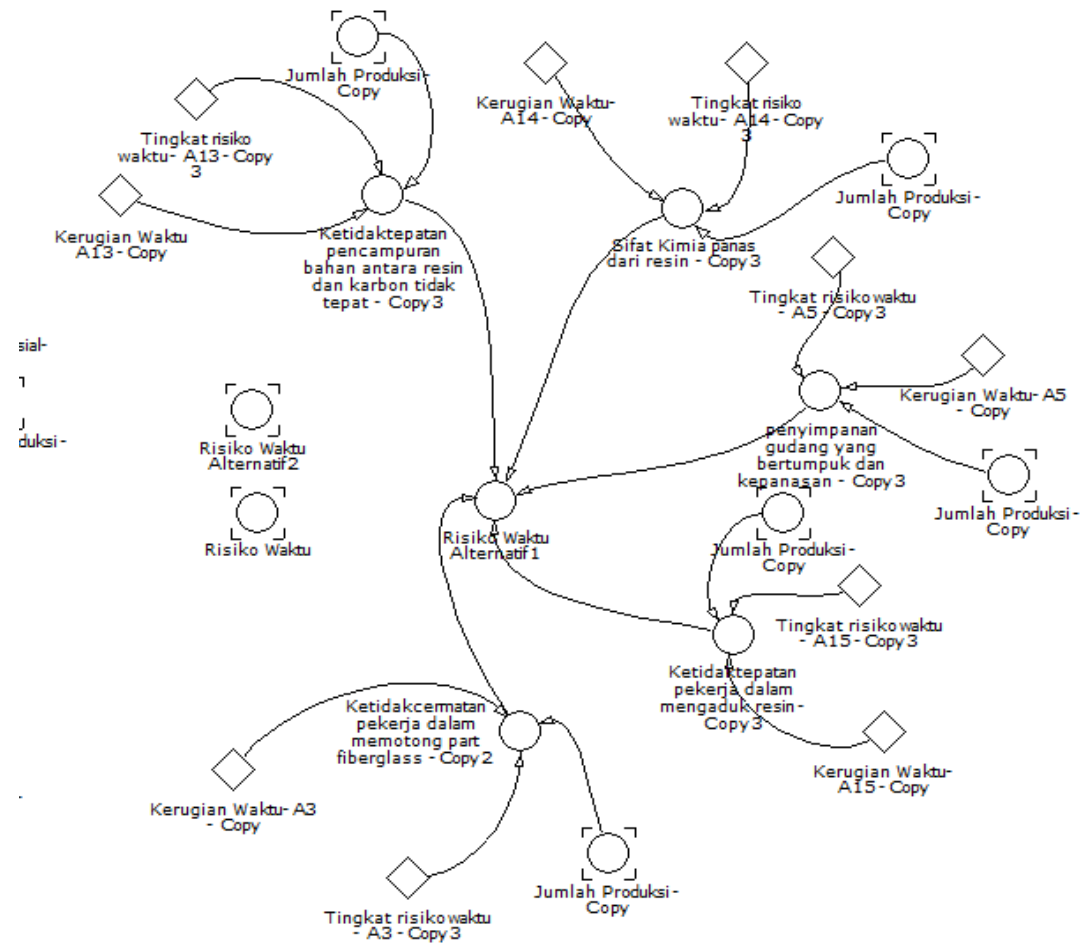 Jumlah Produksi-
Copy
Tingkat risiko
waktu- A13 - Copy
3
Kerugian Waktu
A13 - Copy
Ketidaktepatan
pencampuran
bahan antara resin
dan karbon tidak
tepat - Copy 3
Kerugian Waktu-
A14 - Copy
Tingkat risiko
waktu- A14 - Copy
3
Jumlah Produksi-
Copy
Sifat Kimia panas
dari resin - Copy 3
Tingkat risiko waktu
- A5 - Copy 3
Kerugian Waktu- A5
- Copy
penyimpanan
gudang yang
bertumpuk dan
kepanasan - Copy 3
Jumlah Produksi-
Copy
sial-
duksi-
Risiko Waktu
Alternatif2
Risiko Waktu
Risiko Waktu
Alternatif1
Jumlah Produksi-
Copy
Tingkat risiko waktu
- A15 - Copy 3
Ketidaktepatan
pekerja dalam
mengaduk resin-
Copy 3
Kerugian Waktu-
A15 - Copy
Ketidakcermatan
pekerja dalam
memotong part
fiberglass - Copy 2
Kerugian Waktu- A3
- Copy
Tingkat risiko waktu
- A3 - Copy 3
Jumlah Produksi-
Copy